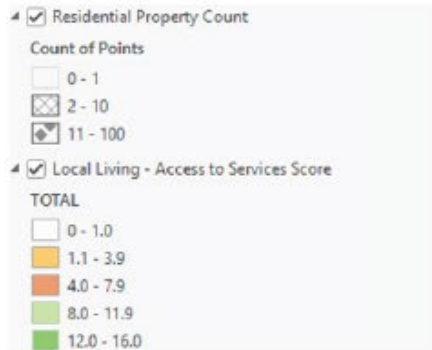 Residential Property Count
Count of Points
0 - 1
2 - 10
11 - 100
Local Living - Access to Services Score
TOTAL
0 - 1.0
1.1 - 3.9
4.0 - 7.9
8.0 - 11.9
12.0 - 16.0